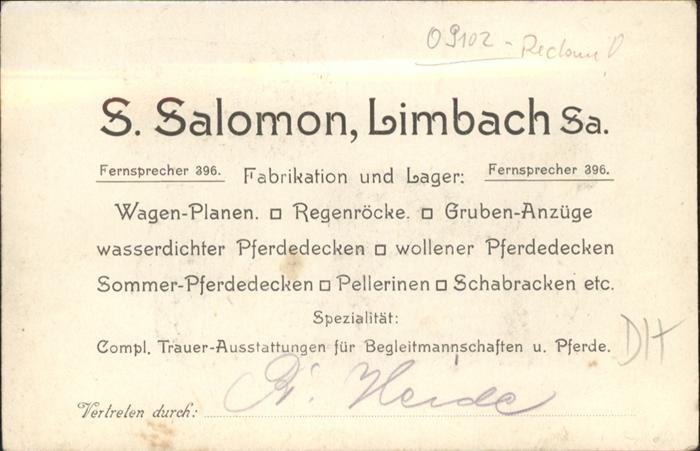 09102 - Reclame
S. Salomon, Limbach Sa.
Fernsprecher 396. Fabrikation und Lager: Fernsprecher 396.
Wagen-Planen. □ Regenröcke. □ Gruben-Anzüge
wasserdichter Pferdedecken □ wollener Pferdedecken
Sommer-Pferdedecken □ Pellerinen □ Schabracken etc.
Spezialität:
Compl. Trauer-Ausstattungen für Begleitmannschaften u. Pferde.
DH
Vertreten durch: Heide